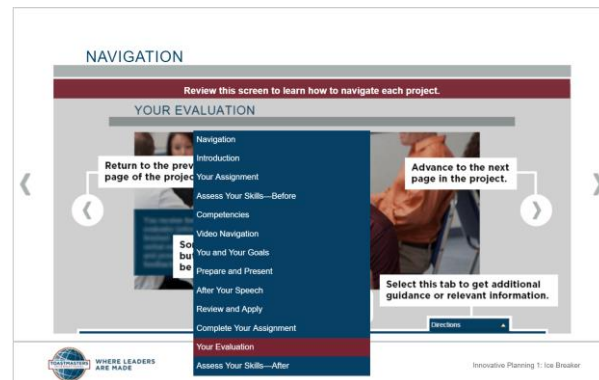 NAVIGATION
Review this screen to learn how to navigate each project.
YOUR EVALUATION
Return to the prev
page of the projec
Navigation
Introduction
Your Assignment
Assess Your Skills—Before
Competencies
Video Navigation
You and Your Goals
Prepare and Present
After Your Speech
Review and Apply
Complete Your Assignment
Your Evaluation
Assess Your Skills—After
Advance to the next
page in the project.
So
but
be
Select this tab to get additional
guidance or relevant information.
Directions
TOASTMASTERS
WHERE LEADERS
ARE MADE
Innovative Planning 1: Ice Breaker